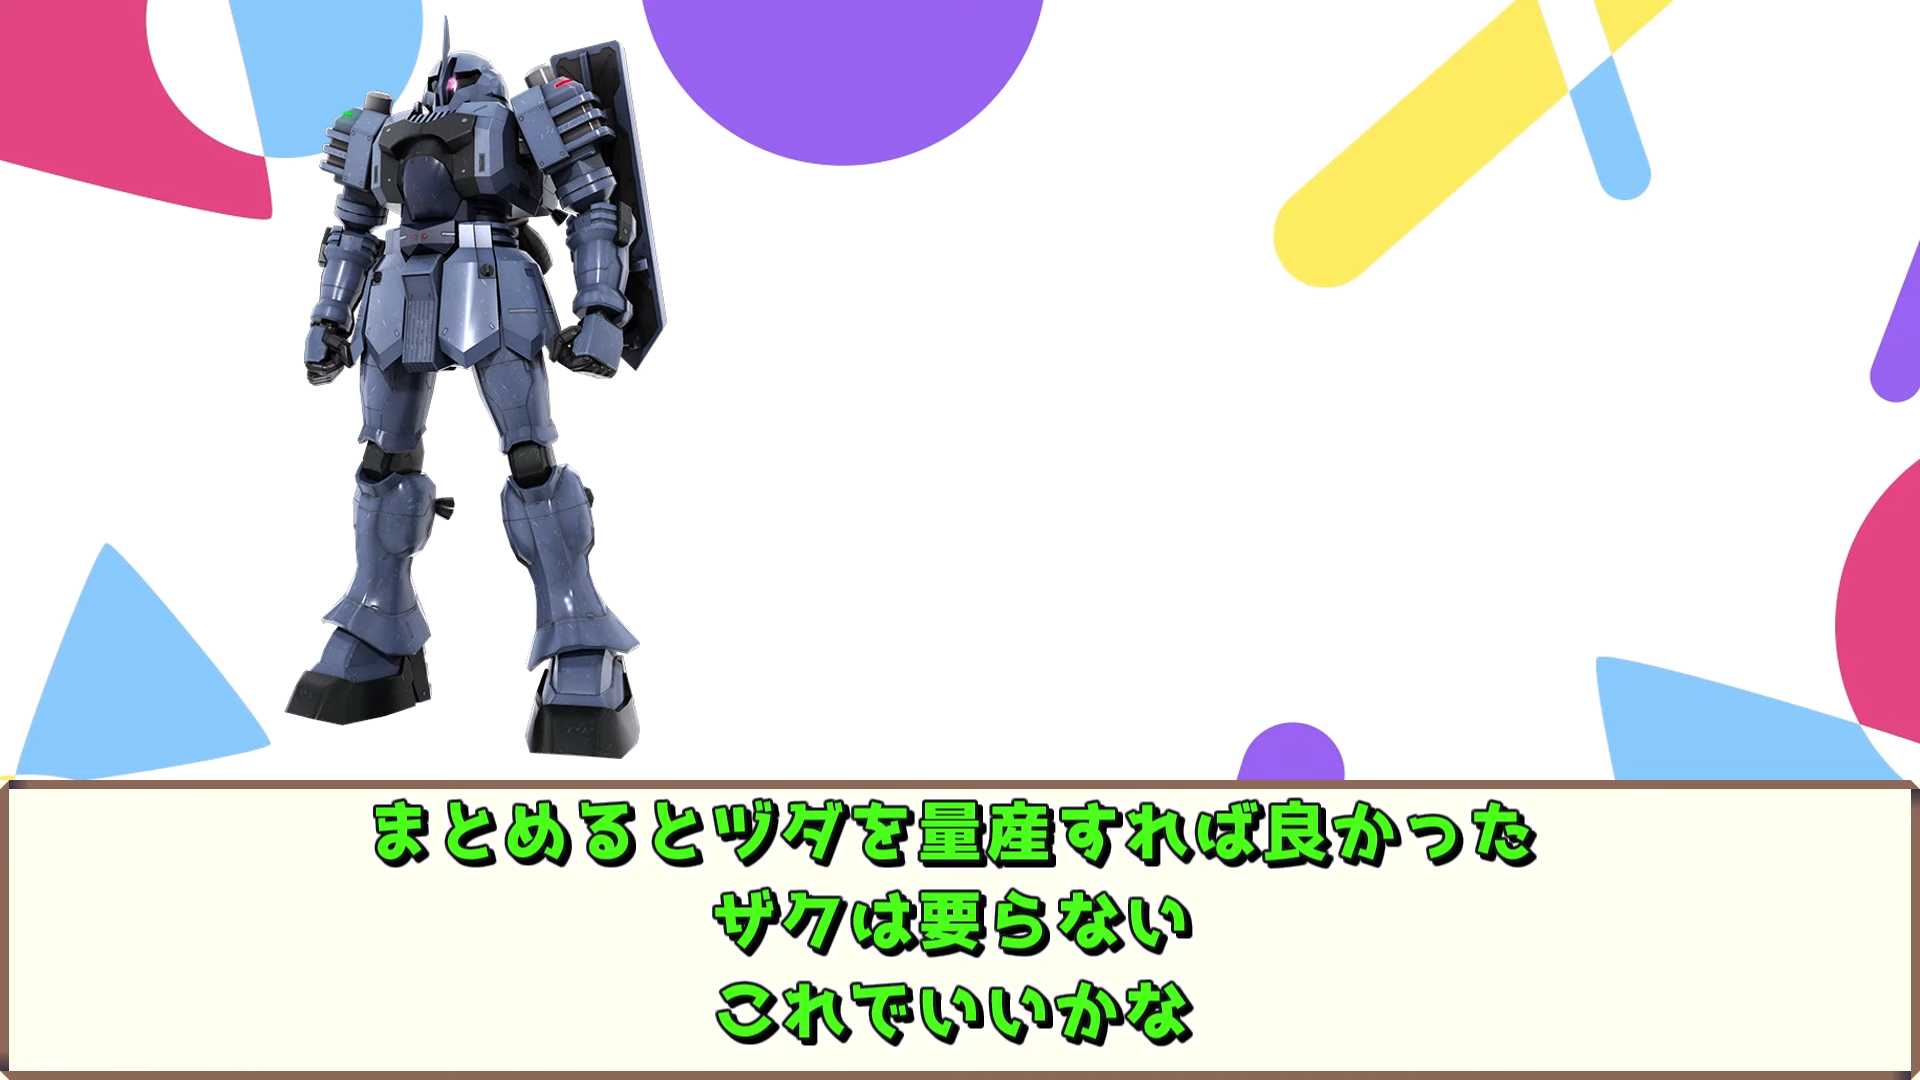 まとめるとヅダを量産すれば良かった
ザクは要らない
これでいいかな